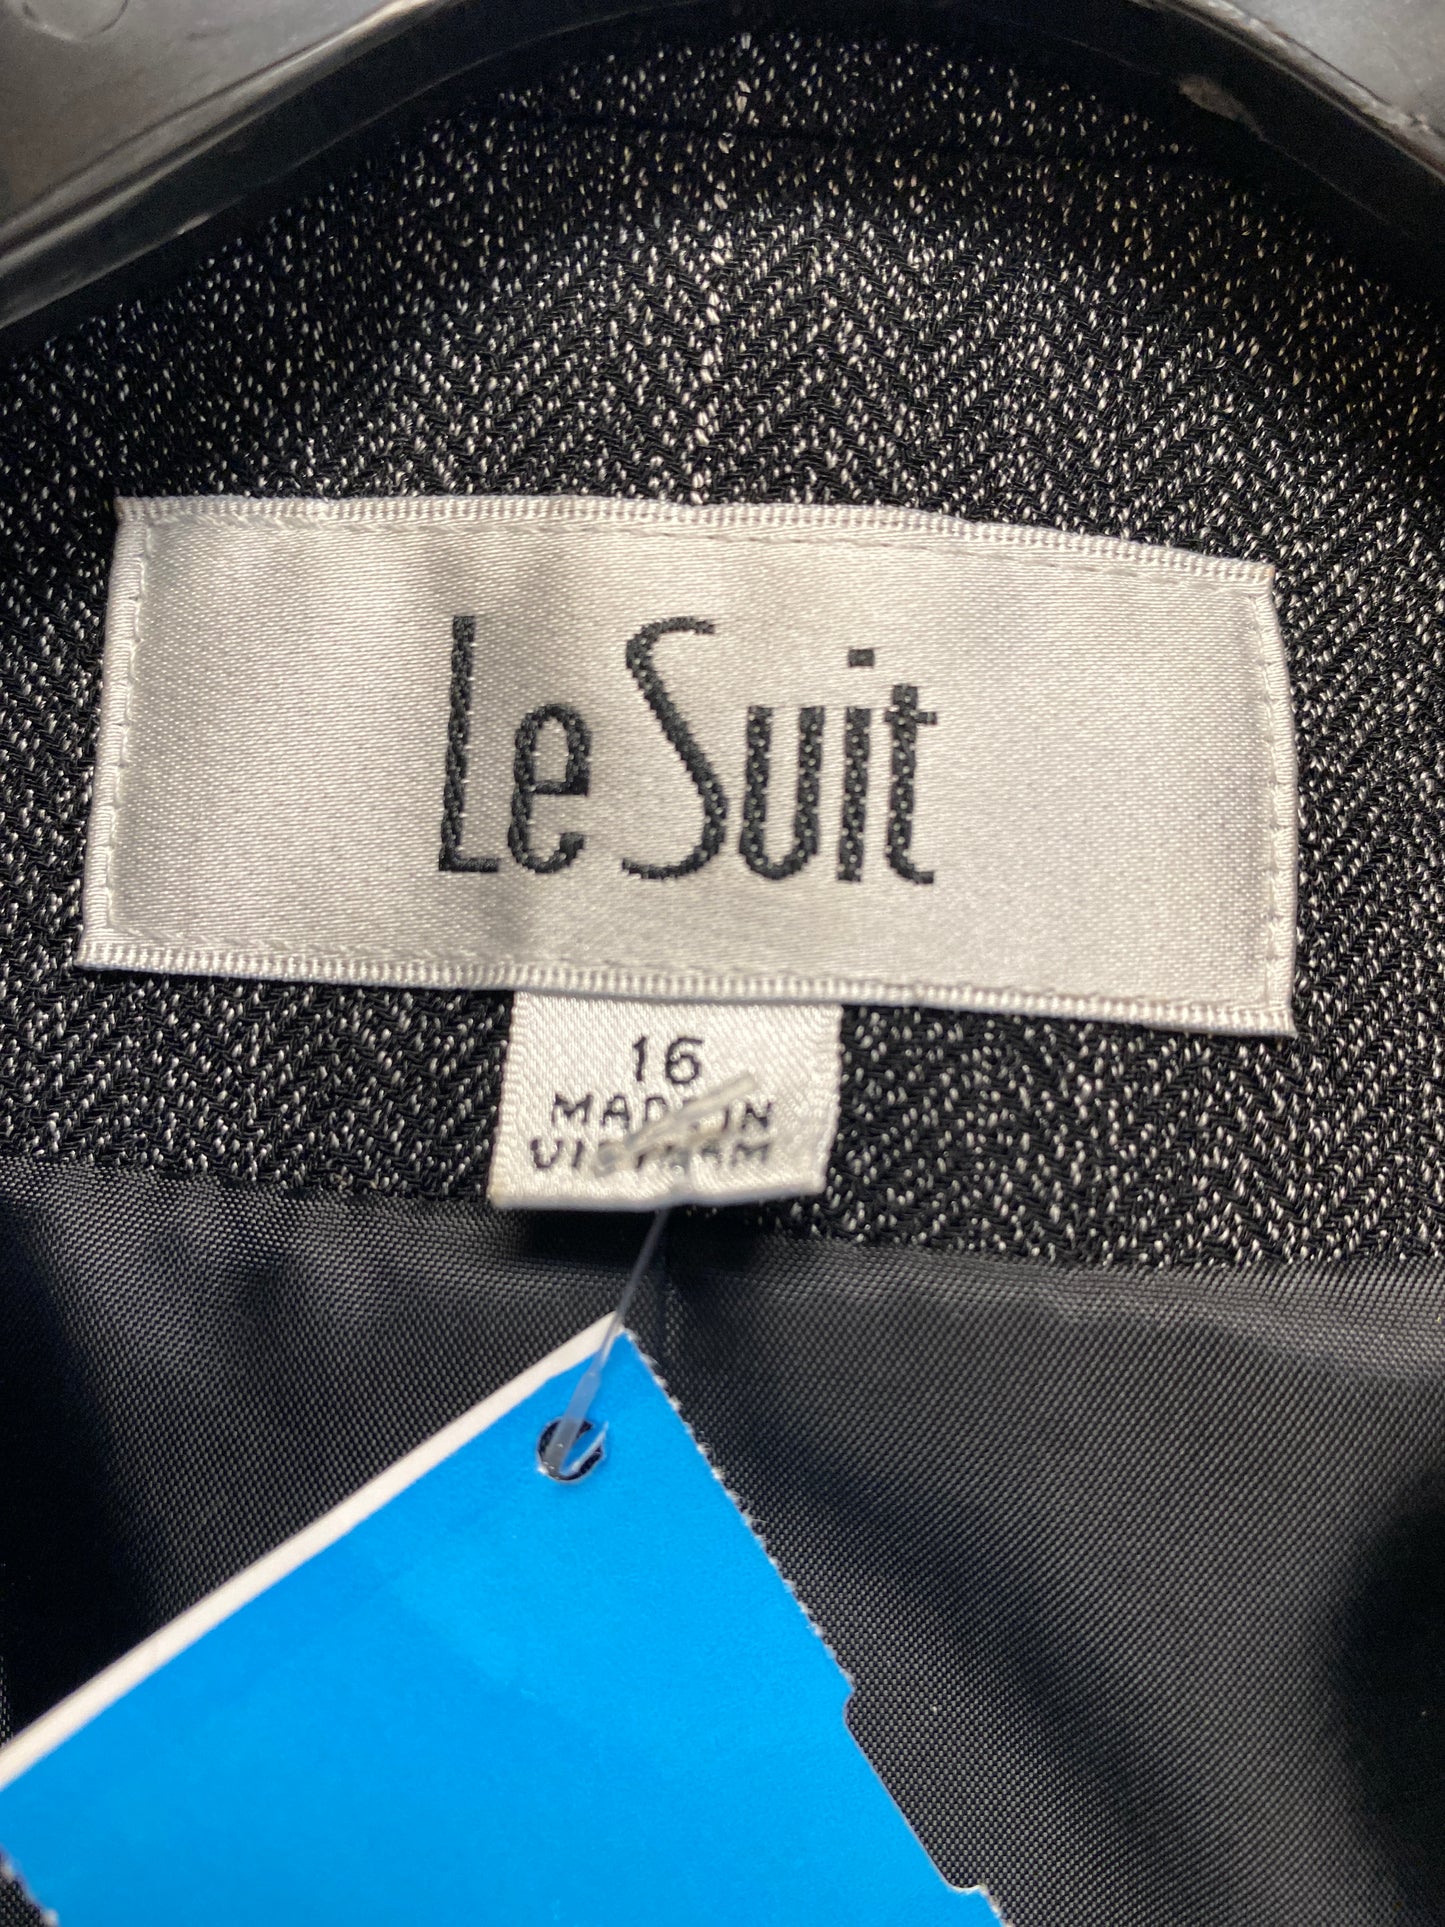 Le Suit
16
MADE IN
VIETNAM